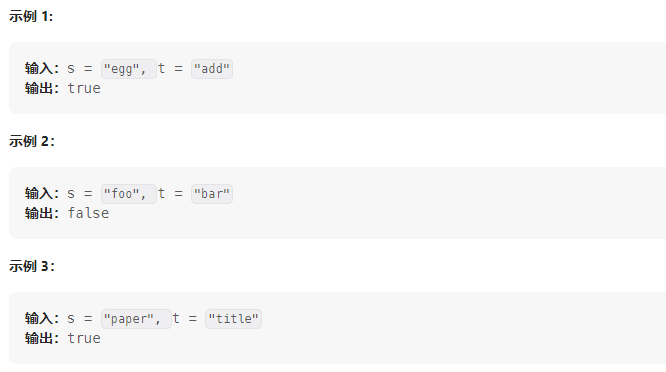 示例 1:
输入：s = "egg", t = "add"
输出：true
示例 2：
输入：s = "foo", t = "bar"
输出：false
示例 3：
输入：s = "paper", t = "title"
输出：true